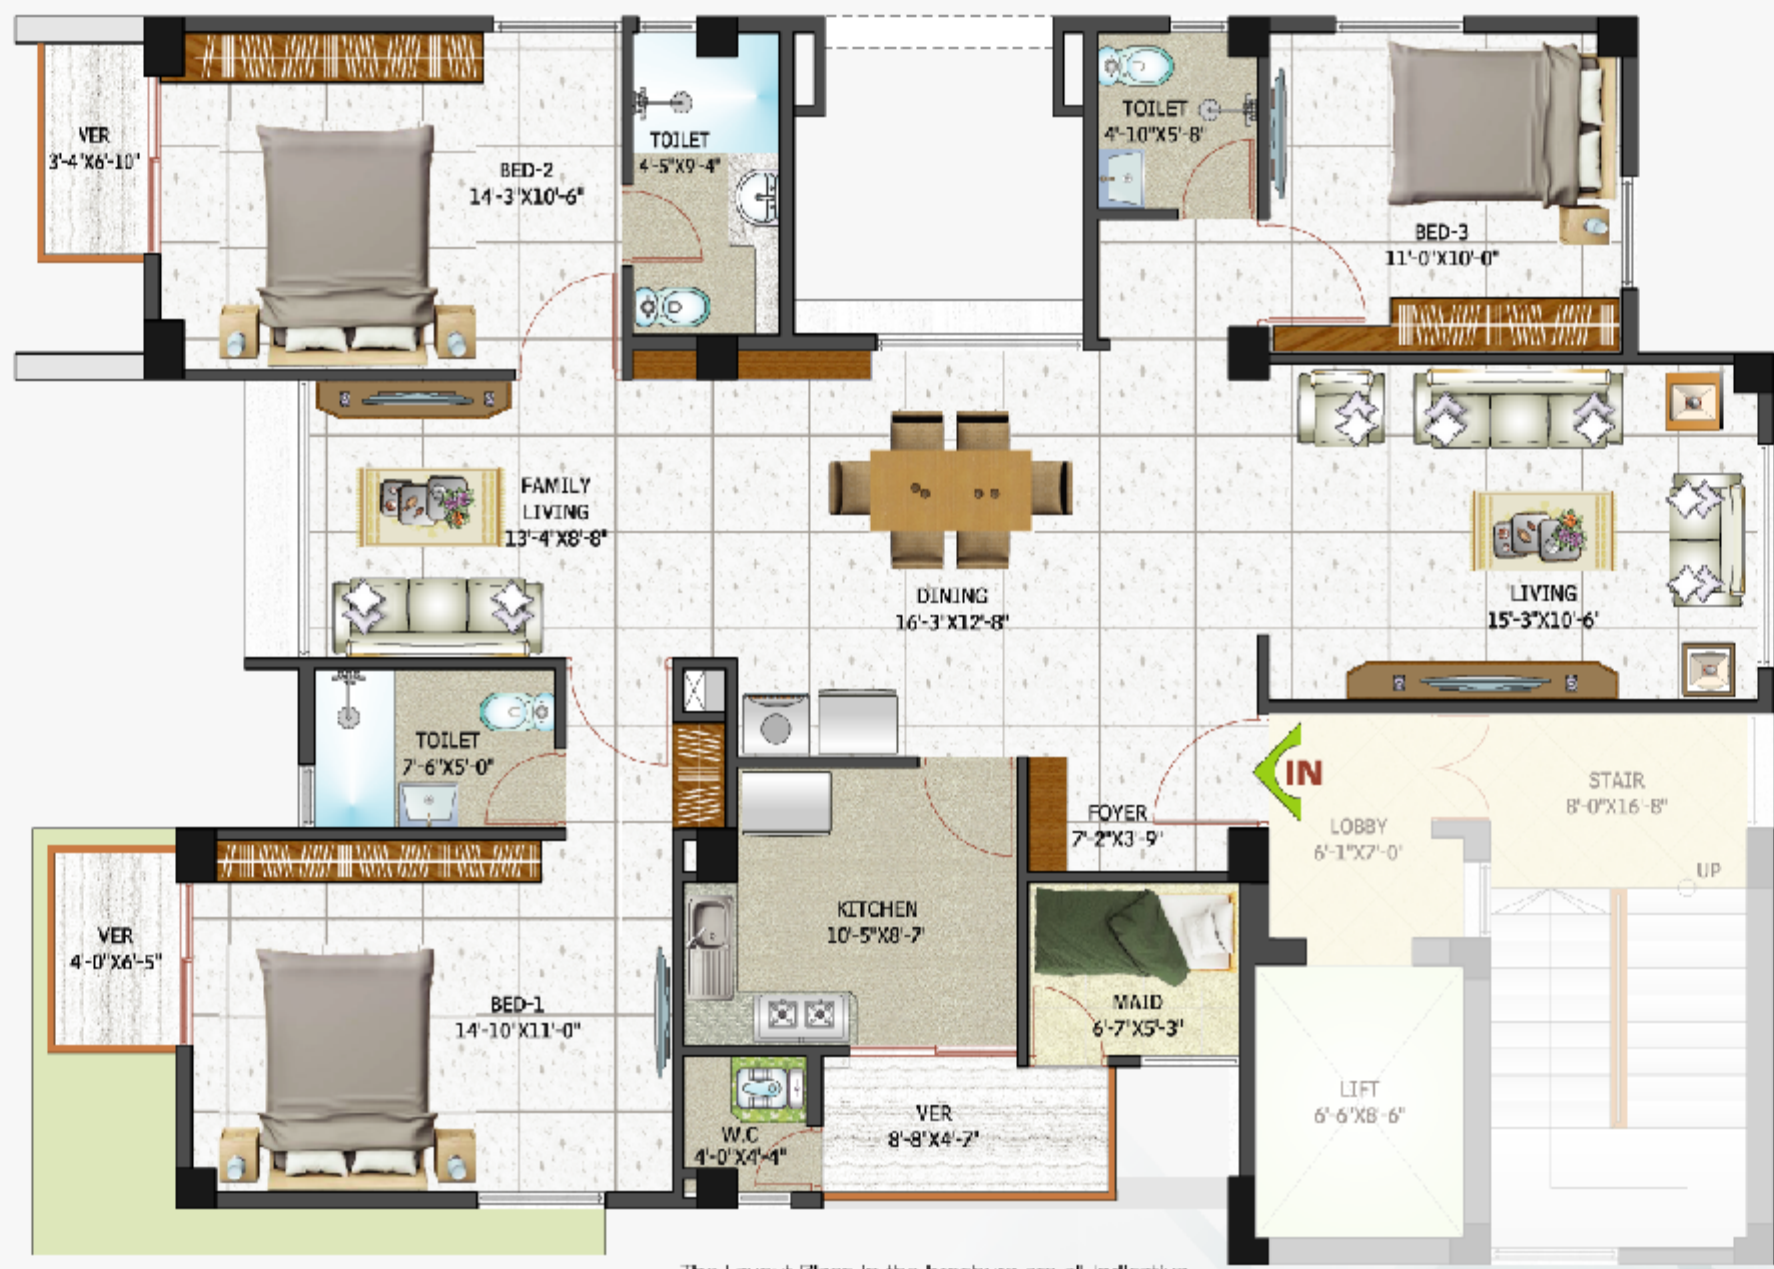 VER
3'-4"X6'-10"
BED-2
14'-3"X10'-6"
TOILET
4'-5"X9'-4"
TOILET
4'-10"X5'-8"
BED-3
11'-0"X10'-0"
FAMILY
LIVING
13'-4"X8'-8"
DINING
16'-3"X12'-8"
LIVING
15'-3"X10'-6"
TOILET
7'-6"X5'-0"
IN
FOYER
7'-2"X3'-9"
LOBBY
6'-1"X7'-0"
STAIR
8'-0"X16'-8"
UP
VER
4'-0"X6'-5"
BED-1
14'-10"X11'-0"
KITCHEN
10'-5"X8'-7"
MAID
6'-7"X5'-3"
LIFT
6'-6"X8'-6"
W.C
4'-0"X4'-4"
VER
8'-8"X4'-7"